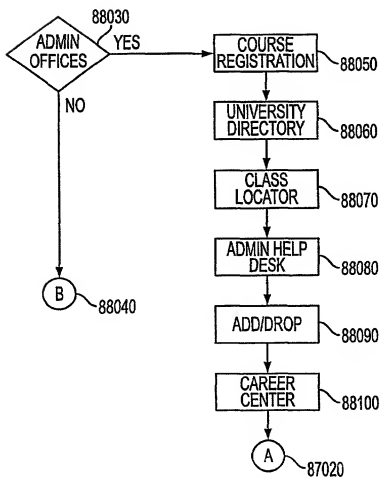 88030
ADMIN
OFFICES
YES
NO
B
88040
COURSE
REGISTRATION
88050
UNIVERSITY
DIRECTORY
88060
CLASS
LOCATOR
88070
ADMIN HELP
DESK
88080
ADD/DROP
88090
CAREER
CENTER
88100
A
87020